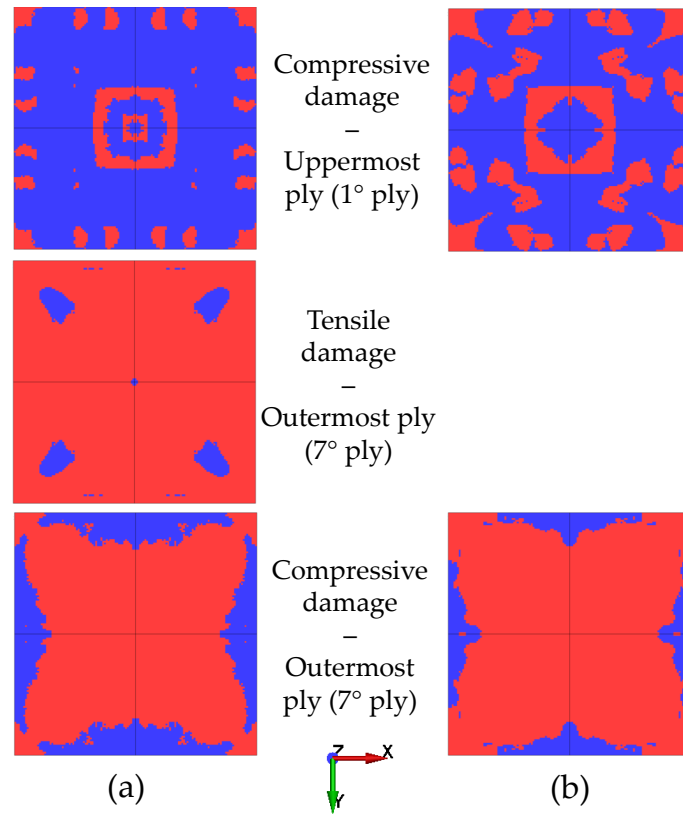 Compressive
damage
–
Uppermost
ply (1° ply)
Tensile
damage
–
Outermost ply
(7° ply)
Compressive
damage
–
Outermost
ply (7° ply)
Z
X
Y
(a)
(b)